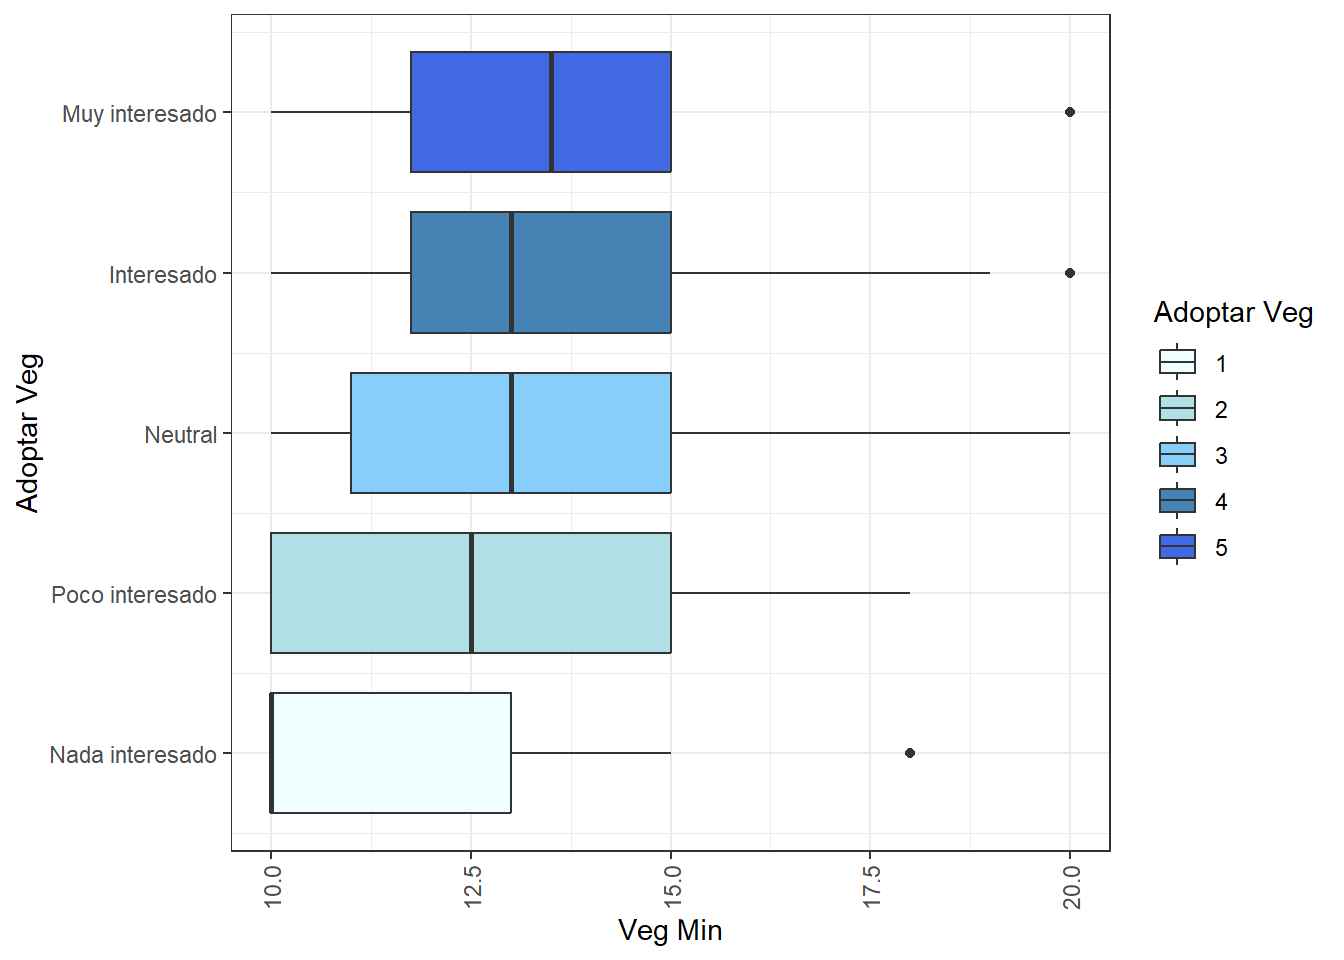 Muy interesado
Interesado
Neutral
Poco interesado
Nada interesado
Adoptar Veg
10.0
12.5
15.0
17.5
20.0
Veg Min
Adoptar Veg
1
2
3
4
5